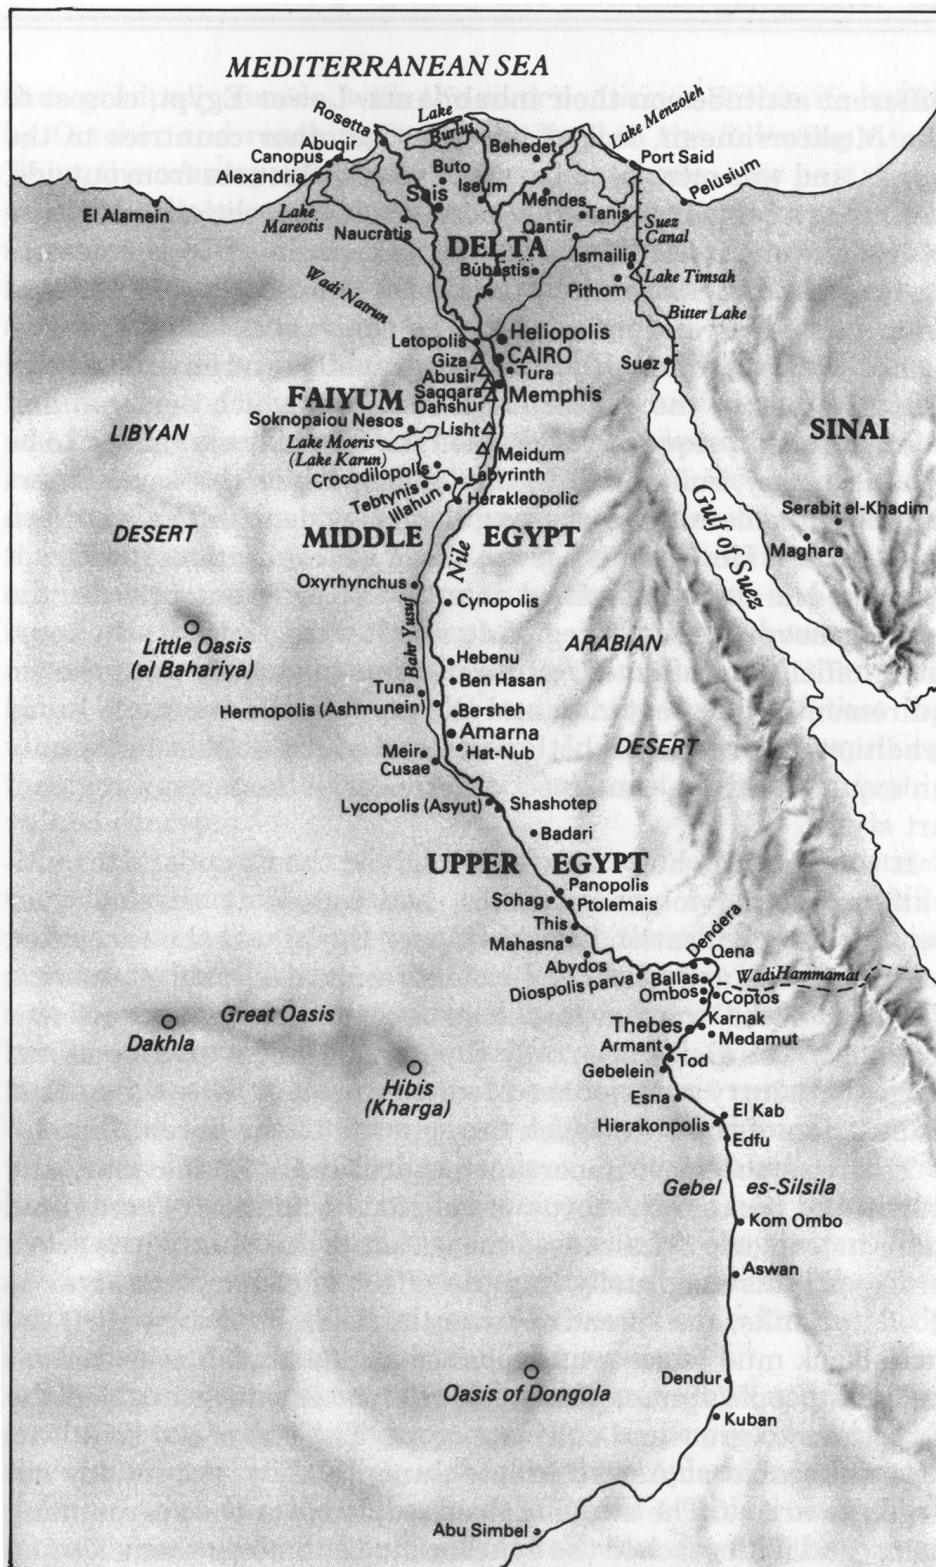 MEDITERRANEAN SEA
Rosetta
Lake
Burlus
Lake Menzoleh
Abuqir
Canopus
Alexandria
Behedet
Port Said
Buto
Iseum
Pelusium
El Alamein
Sais
Mendes
Tanis
Lake
Mareotis
Naucratis
Qantir
Suez
Canal
DELTA
Ismailia
Bubastis
Lake Timsah
Pithom
Wadi Natrun
Bitter Lake
Letopolis
Heliopolis
Giza
CAIRO
Suez
Abusir
Tura
Saqqara
Memphis
FAIYUM
Dahshur
Soknopaiou Nesos
Lisht
LIBYAN
Lake Moeris
(Lake Karun)
Meidum
SINAI
Crocodilopolis
Labyrinth
Tebtynis
Illahun
Herakleopolic
Serabit el-Khadim
DESERT
MIDDLE
EGYPT
Gulf of Suez
Maghara
Nile
Oxyrhynchus
Cynopolis
Bahr Yusuf
Little Oasis
(el Bahariya)
ARABIAN
Hebenu
Ben Hasan
Tuna
Hermopolis (Ashmunein)
Bersheh
Amarna
DESERT
Hat-Nub
Meir
Cusae
Lycopolis (Asyut)
Shashotep
Badari
UPPER
EGYPT
Panopolis
Sohag
Ptolemais
This
Mahasna
Dendera
Qena
Abydos
Diospolis parva
Ballas
Wadi Hammamat
Ombos
Coptos
Great Oasis
Karnak
Thebes
Medamut
Dakhla
Armant
Tod
Gebelein
Hibis
(Kharga)
Esna
El Kab
Hierakonpolis
Edfu
Gebel
es-Silsila
Kom Ombo
Aswan
Dendur
Oasis of Dongola
Kuban
Abu Simbel